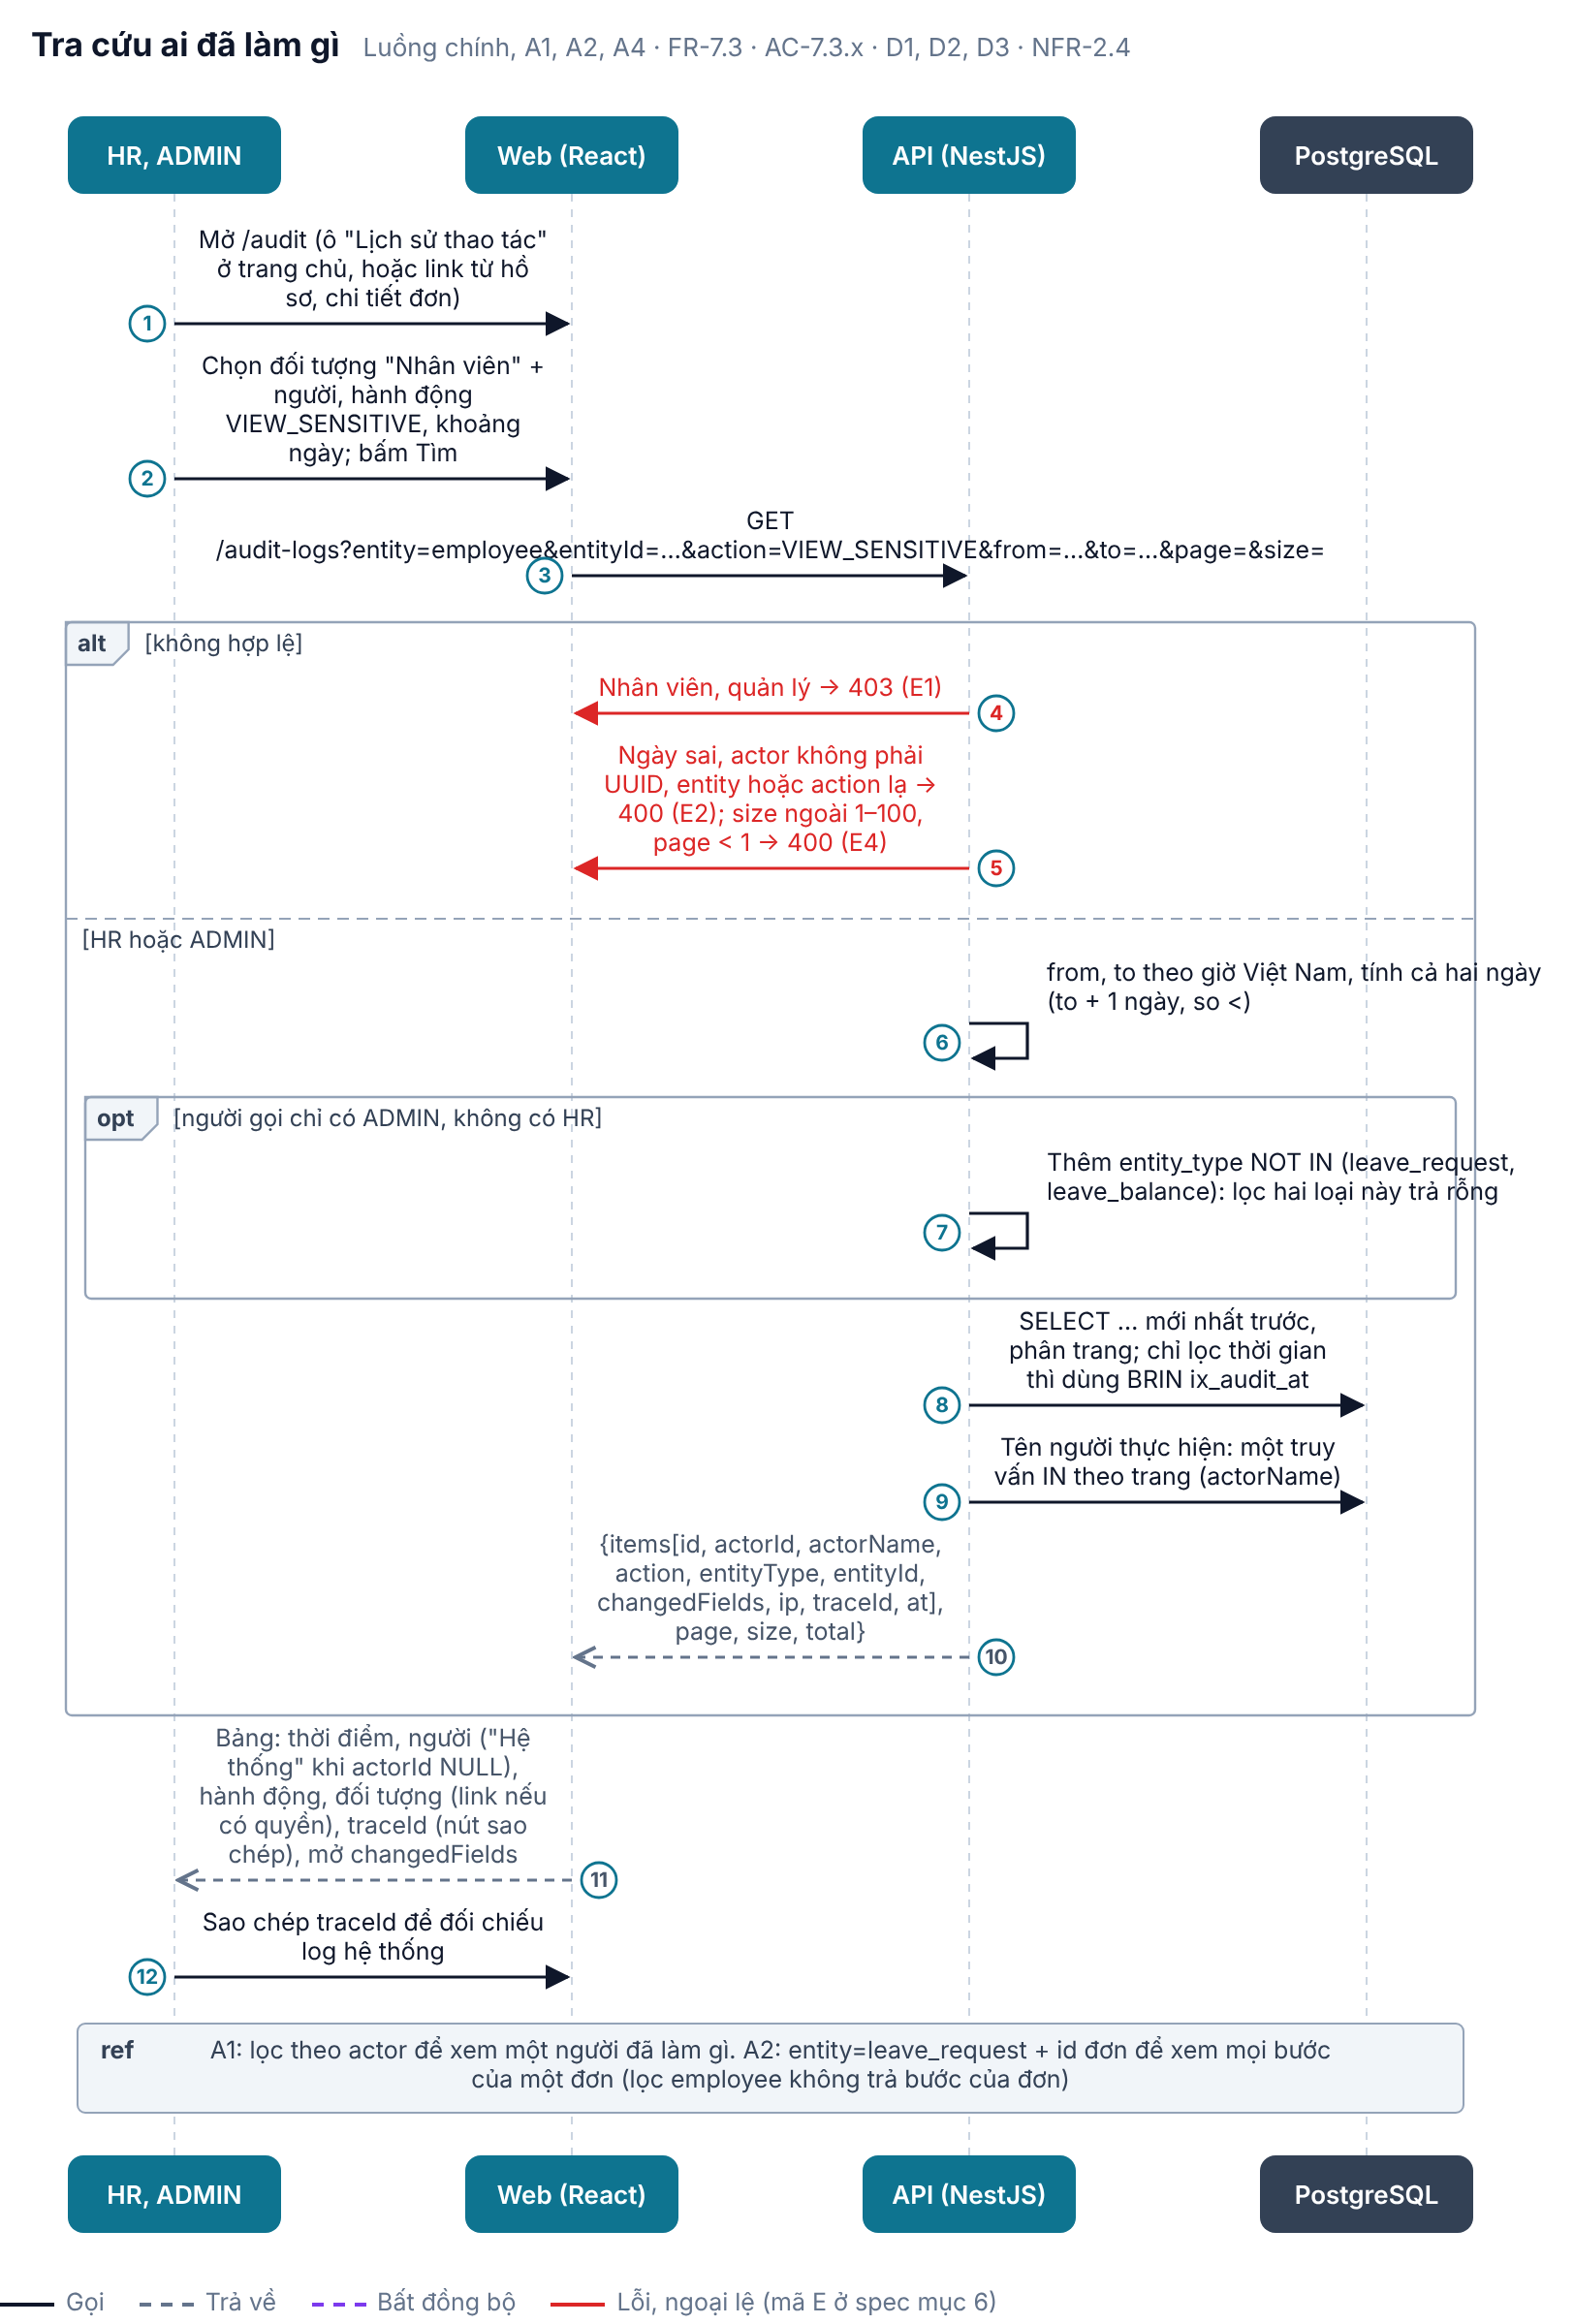 Tra cứu ai đã làm gì Luồng chính, A1, A2, A4 · FR-7.3 · AC-7.3.x · D1, D2, D3 · NFR-2.4
HR, ADMIN
Web (React)
API (NestJS)
PostgreSQL
Mở /audit (ô "Lịch sử thao tác"
ở trang chủ, hoặc link từ hồ
sơ, chi tiết đơn)
1
Chọn đối tượng "Nhân viên" +
người, hành động
VIEW_SENSITIVE, khoảng
ngày; bấm Tìm
2
GET
/audit-logs?entity=employee&entityId=...&action=VIEW_SENSITIVE&from=...&to=...&page=&size=
3
alt [không hợp lệ]
Nhân viên, quản lý → 403 (E1)
4
Ngày sai, actor không phải
UUID, entity hoặc action lạ →
400 (E2); size ngoài 1–100,
page < 1 → 400 (E4)
5
[HR hoặc ADMIN]
from, to theo giờ Việt Nam, tính cả hai ngày
(to + 1 ngày, so <)
6
opt [người gọi chỉ có ADMIN, không có HR]
Thêm entity_type NOT IN (leave_request,
leave_balance): lọc hai loại này trả rỗng
7
SELECT ... mới nhất trước,
phân trang; chỉ lọc thời gian
thì dùng BRIN ix_audit_at
8
Tên người thực hiện: một truy
vấn IN theo trang (actorName)
9
{items[id, actorId, actorName,
action, entityType, entityId,
changedFields, ip, traceId, at],
page, size, total}
10
Bảng: thời điểm, người ("Hệ
thống" khi actorId NULL),
hành động, đối tượng (link nếu
có quyền), traceId (nút sao
chép), mở changedFields
11
Sao chép traceId để đối chiếu
log hệ thống
12
ref A1: lọc theo actor để xem một người đã làm gì. A2: entity=leave_request + id đơn để xem mọi bước
của một đơn (lọc employee không trả bước của đơn)
HR, ADMIN
Web (React)
API (NestJS)
PostgreSQL
Gọi
Trả về
Bất đồng bộ
Lỗi, ngoại lệ (mã E ở spec mục 6)